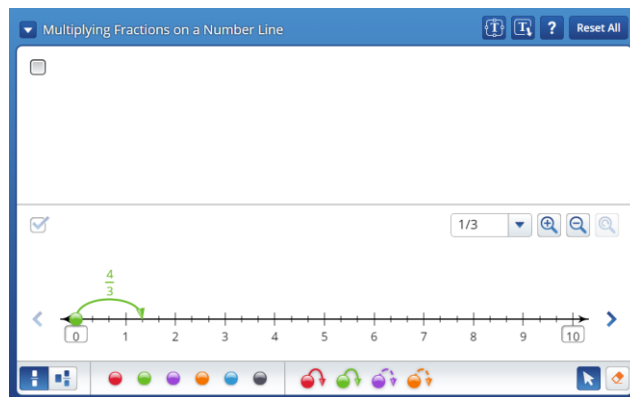 Multiplying Fractions on a Number Line
T T ? Reset All
1/3
4
3
0 1 2 3 4 5 6 7 8 9 10